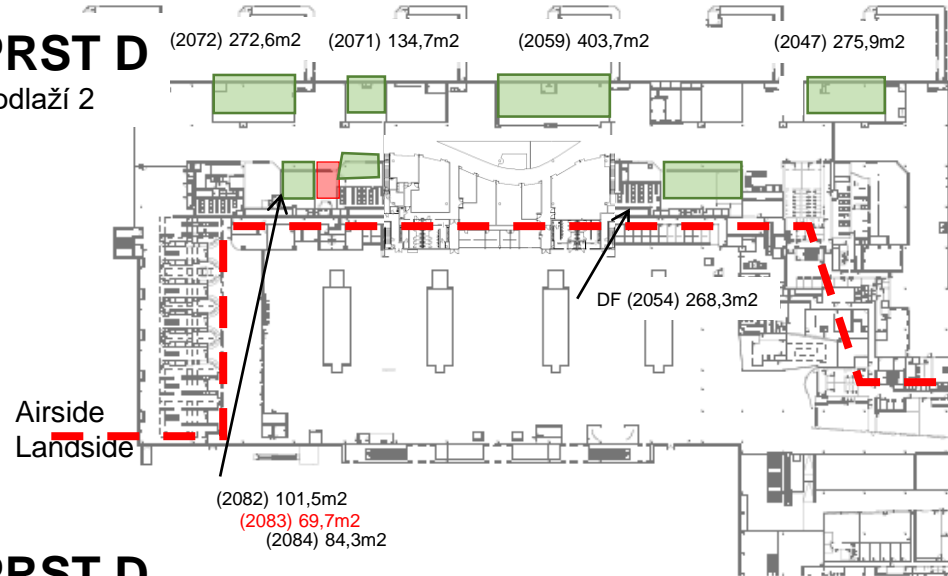 PRST D
odlaží 2
(2072) 272,6m2
(2071) 134,7m2
(2059) 403,7m2
(2047) 275,9m2
DF (2054) 268,3m2
Airside
Landside
(2082) 101,5m2
(2083) 69,7m2
(2084) 84,3m2
PRST D